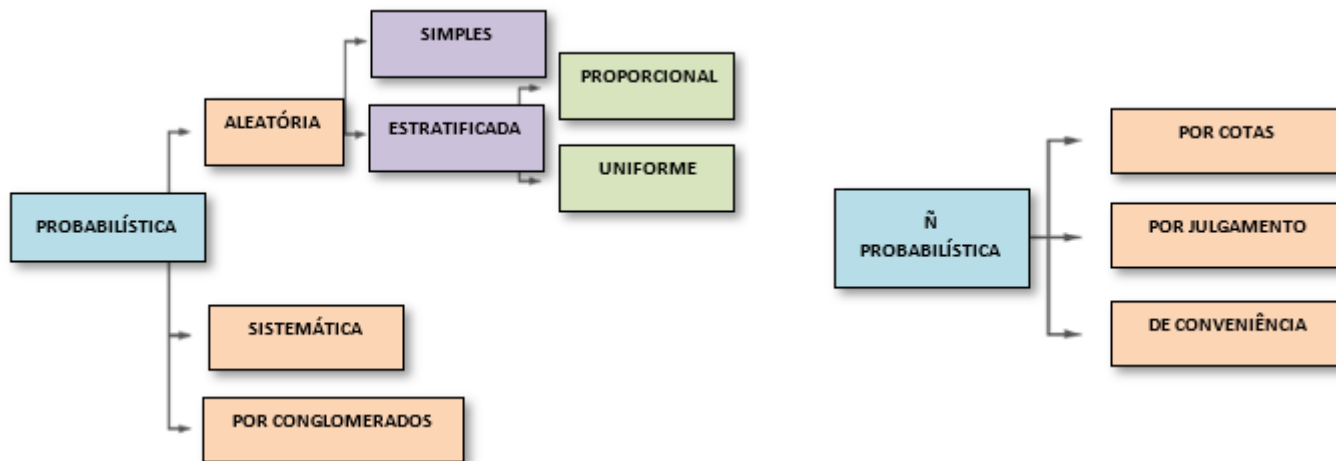 SIMPLES
PROPORCIONAL
ALEATÓRIA
ESTRATIFICADA
UNIFORME
PROBABILÍSTICA
SISTEMÁTICA
POR CONGLOMERADOS
POR COTAS
Ñ
PROBABILÍSTICA
POR JULGAMENTO
DE CONVENIÊNCIA